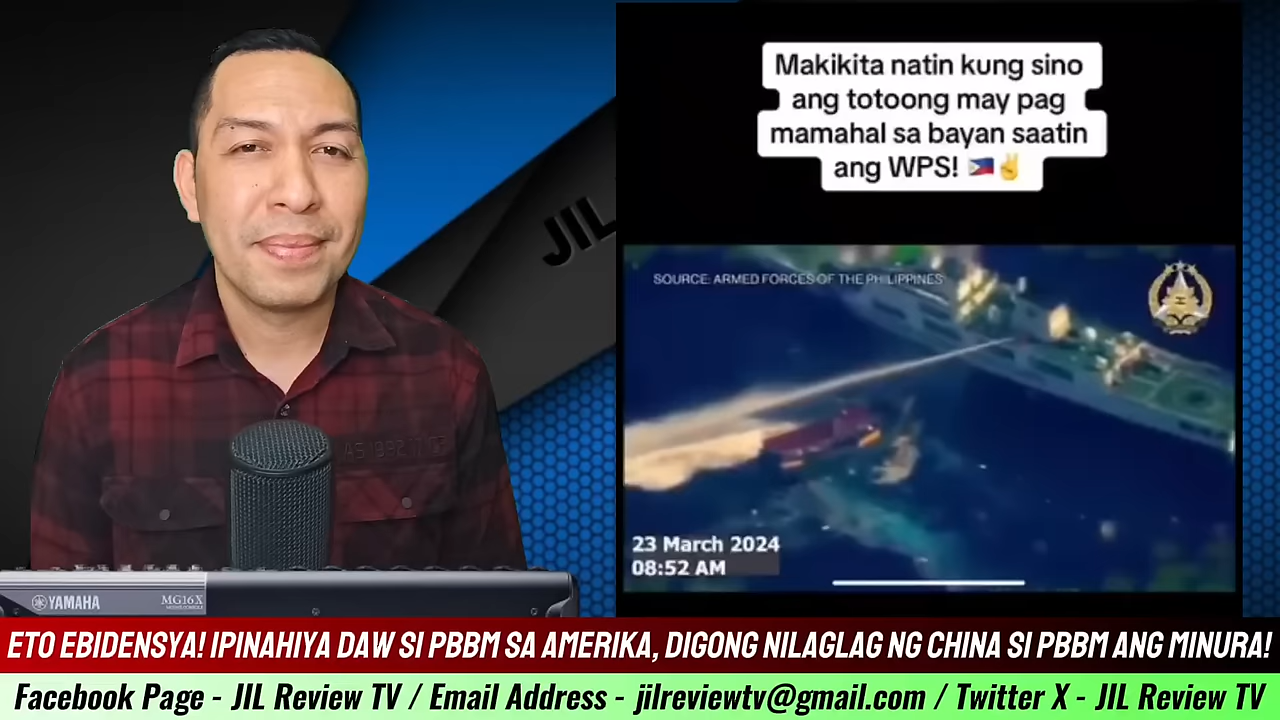 Makikita natin kung sino
ang totoong may pag
mamahal sa bayan saatin
ang WPS! 🇵🇭✌️
JIL
SOURCE: ARMED FORCES OF THE PHILIPPINES
23 March 2024
08:52 AM
YAMAHA
MG16X
ETO EBIDENSYA! IPINAHIYA DAW SI PBBM SA AMERIKA, DIGONG NILAGLAG NG CHINA SI PBBM ANG MINURA!
Facebook Page - JIL Review TV / Email Address - jilreviewtv@gmail.com / Twitter X - JIL Review TV